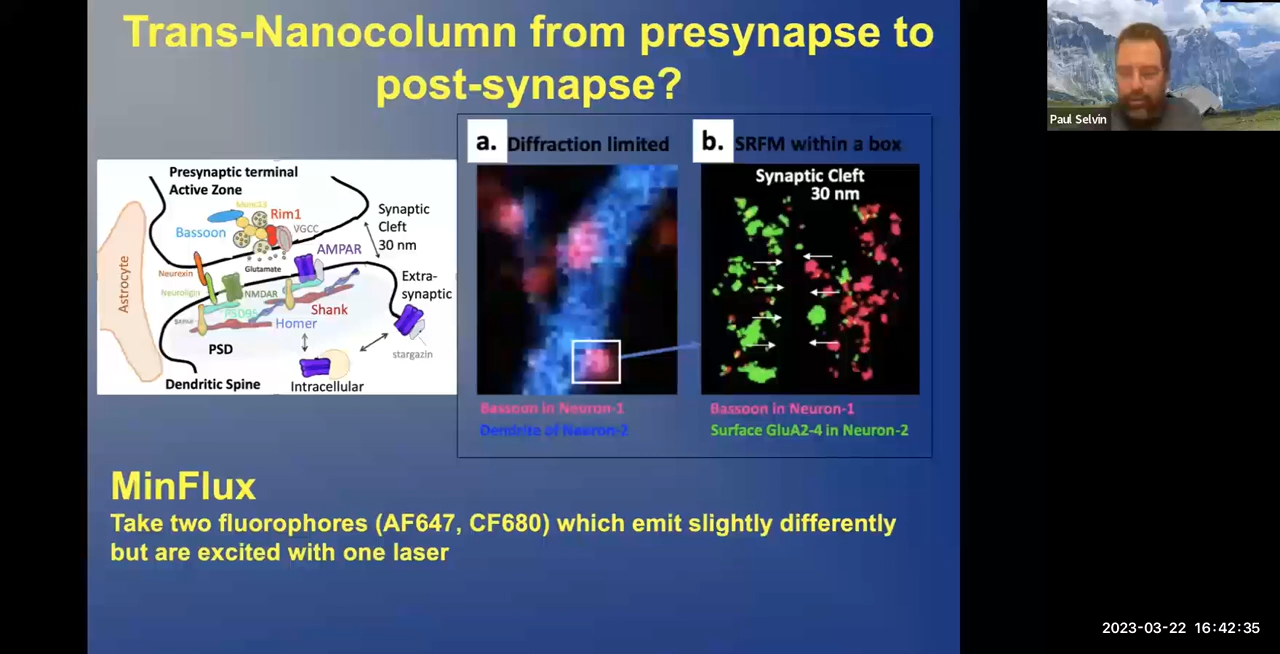 Trans-Nanocolumn from presynapse to
post-synapse?
Presynaptic terminal
Active Zone
Rim1
Bassoon
VGCC
Synaptic
Cleft
30 nm
AMPAR
Astrocyte
Neurexin
Glutamate
Neuroligin
NMDAR
Extra-
synaptic
PSD95
Shank
Homer
PSD
stargazin
Dendritic Spine
Intracellular
a. Diffraction limited
Bassoon in Neuron-1
Dendrite of Neuron-2
b. SRFM within a box
Synaptic Cleft
30 nm
Bassoon in Neuron-1
Surface GluA2-4 in Neuron-2
MinFlux
Take two fluorophores (AF647, CF680) which emit slightly differently
but are excited with one laser
Paul Selvin
2023-03-22 16:42:35